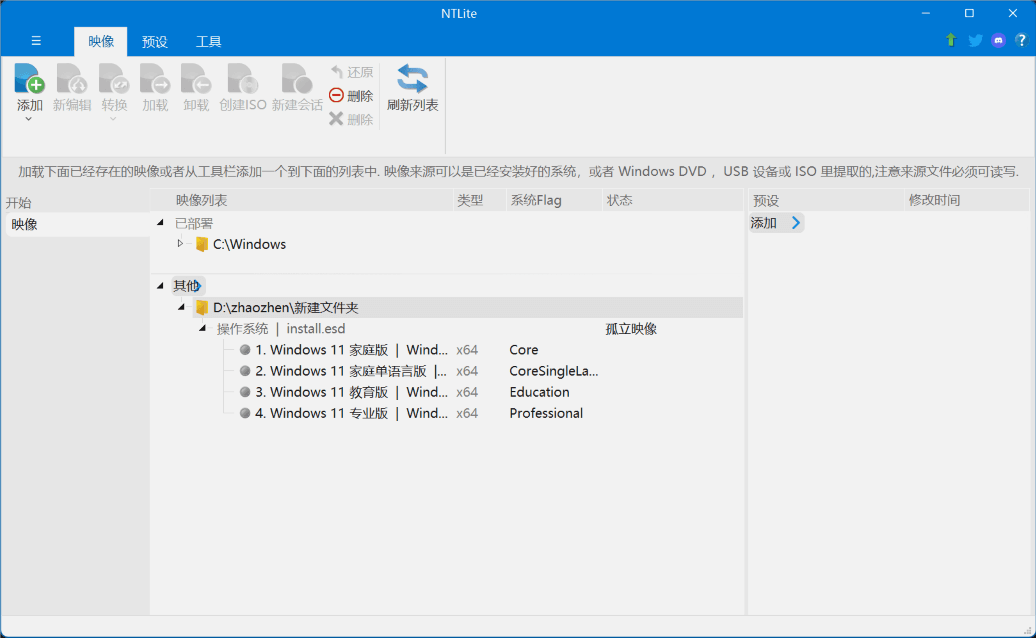 NTLite
映像 预设 工具
添加 新编辑 转换 加载 卸载 创建ISO 新建会话 还原 删除 删除 刷新列表
加载下面已经存在的映像或者从工具栏添加一个到下面的列表中. 映像来源可以是已经安装好的系统，或者 Windows DVD ，USB 设备或 ISO 里提取的,注意来源文件必须可读写.
开始
映像
映像列表 类型 系统Flag 状态
已部署
C:\Windows
其他
D:\zhaozhen\新建文件夹
操作系统 | install.esd 孤立映像
1. Windows 11 家庭版 | Wind... x64 Core
2. Windows 11 家庭单语言版 |... x64 CoreSingleLa...
3. Windows 11 教育版 | Wind... x64 Education
4. Windows 11 专业版 | Wind... x64 Professional
预设 修改时间
添加